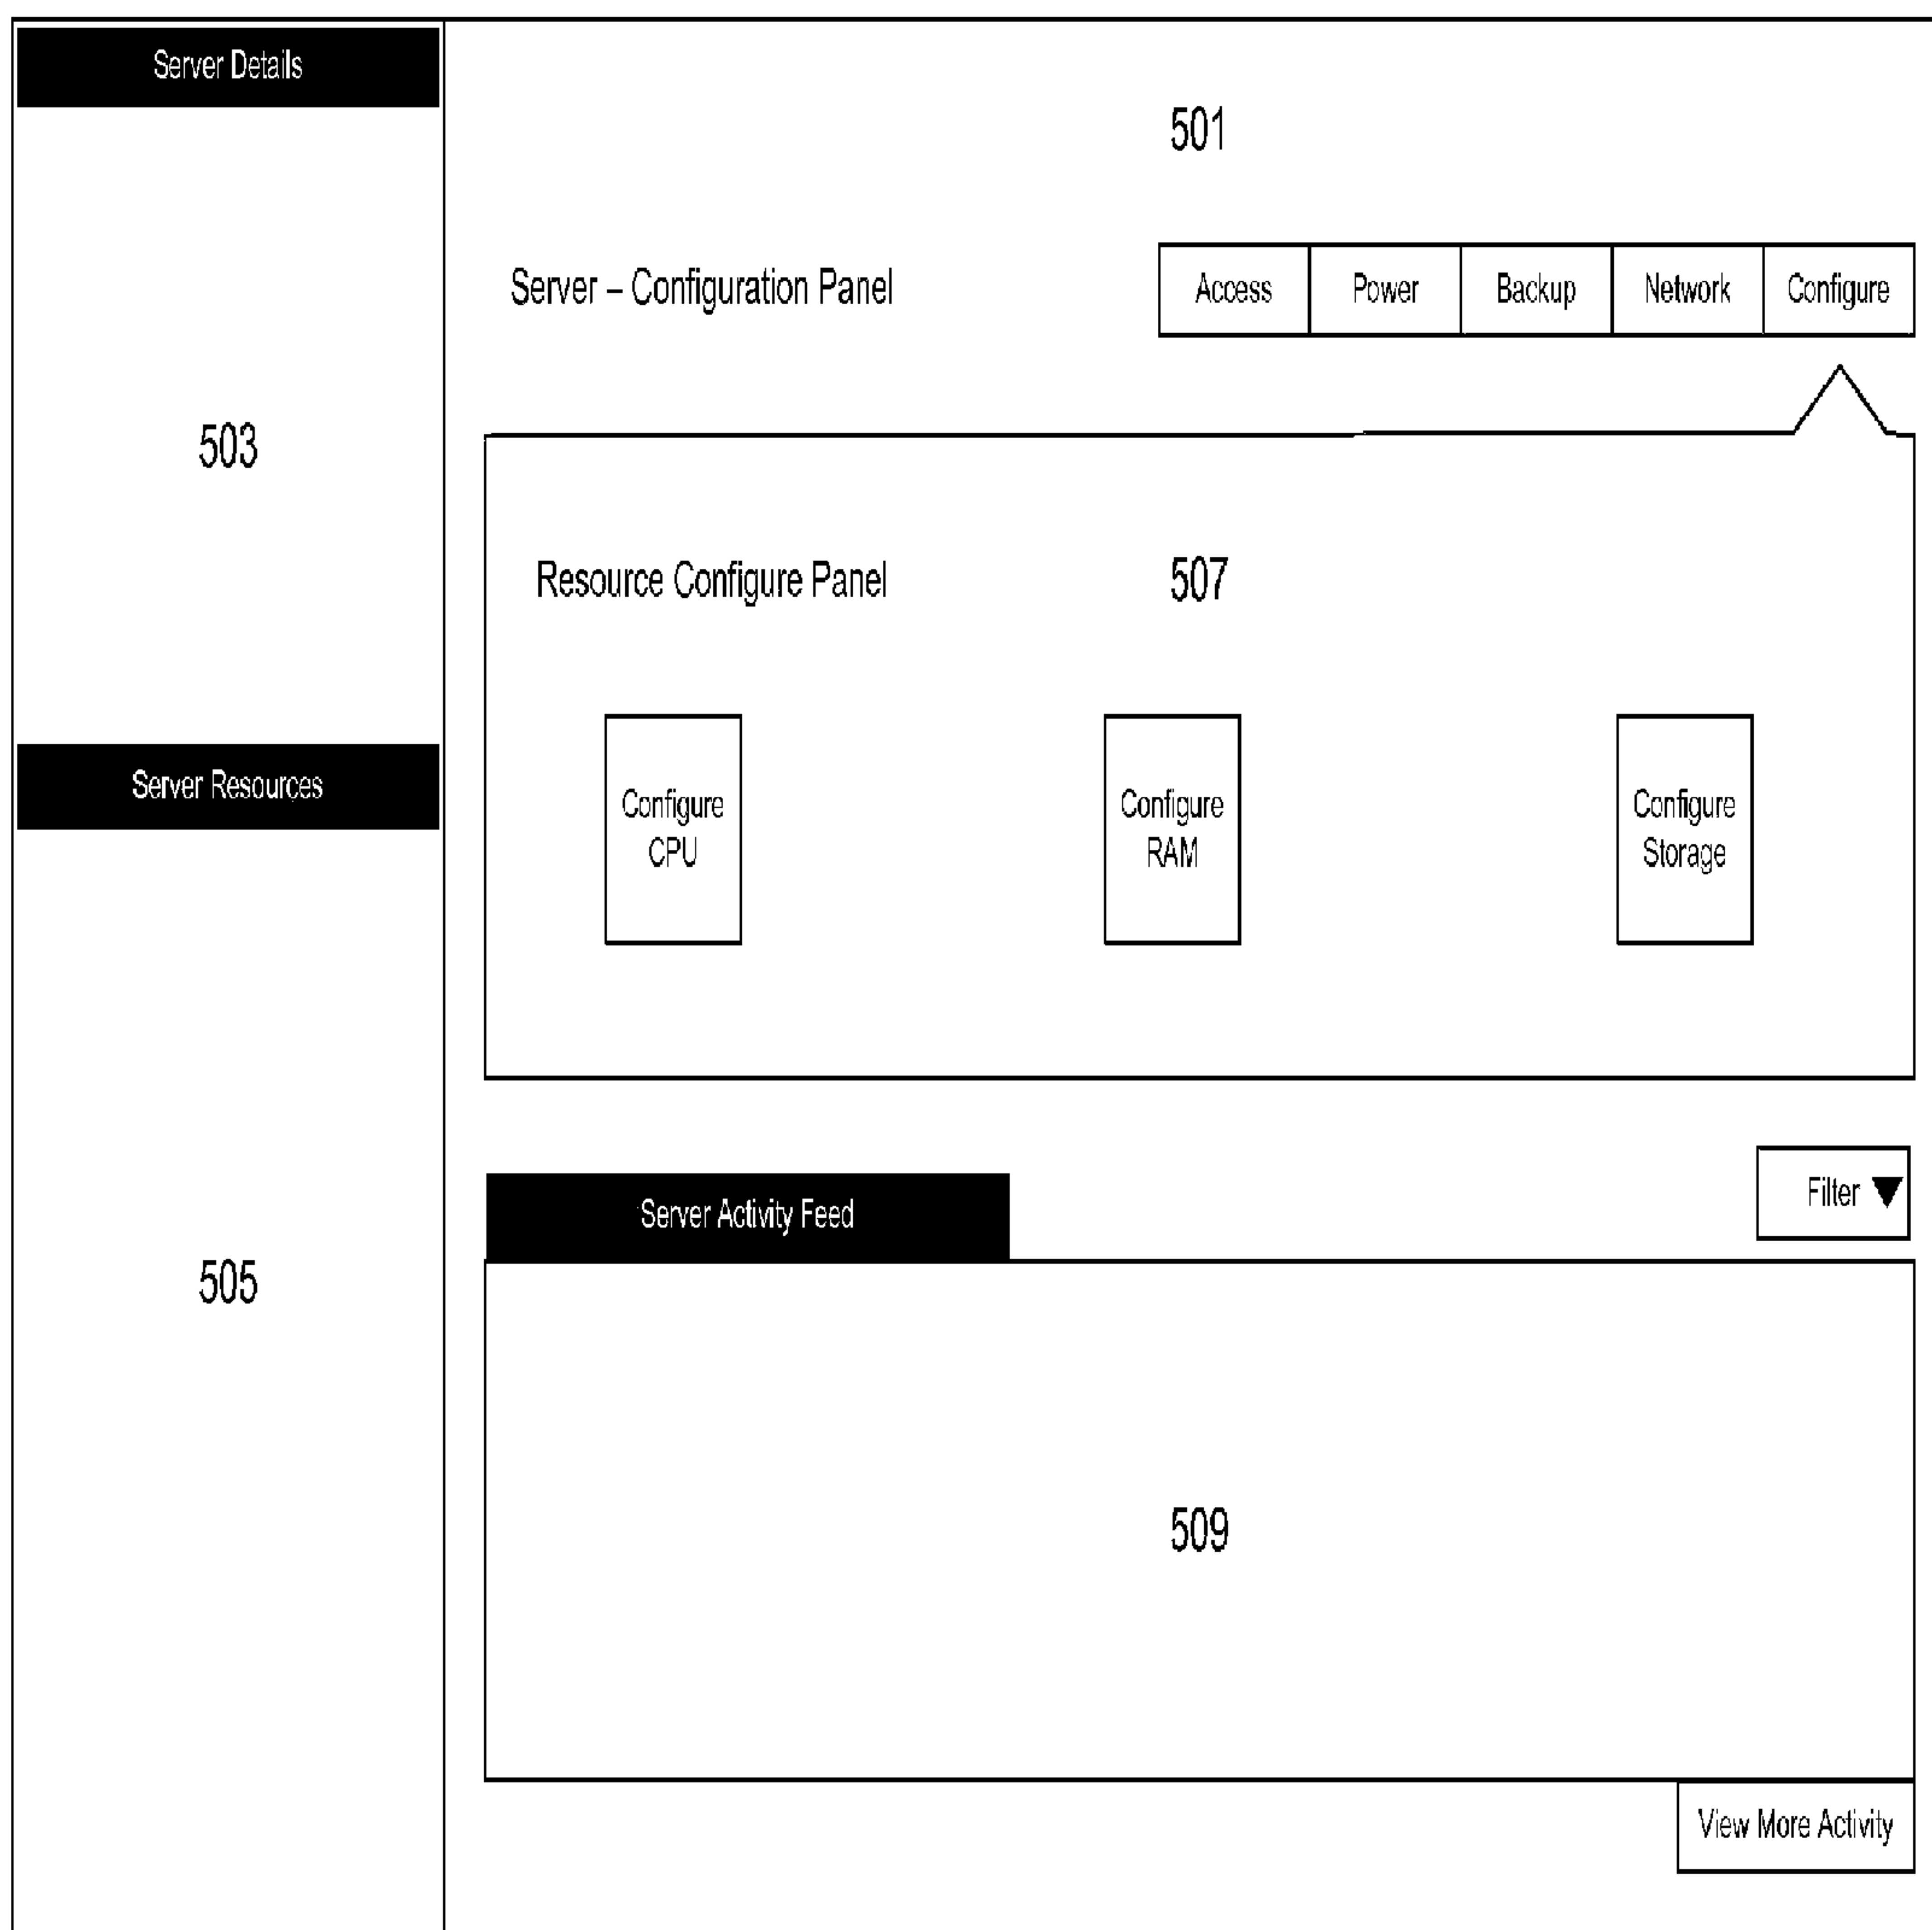 Server Details
503
Server Resources
505
501
Server – Configuration Panel
Access
Power
Backup
Network
Configure
Resource Configure Panel
507
Configure
CPU
Configure
RAM
Configure
Storage
Filter
Server Activity Feed
509
View More Activity